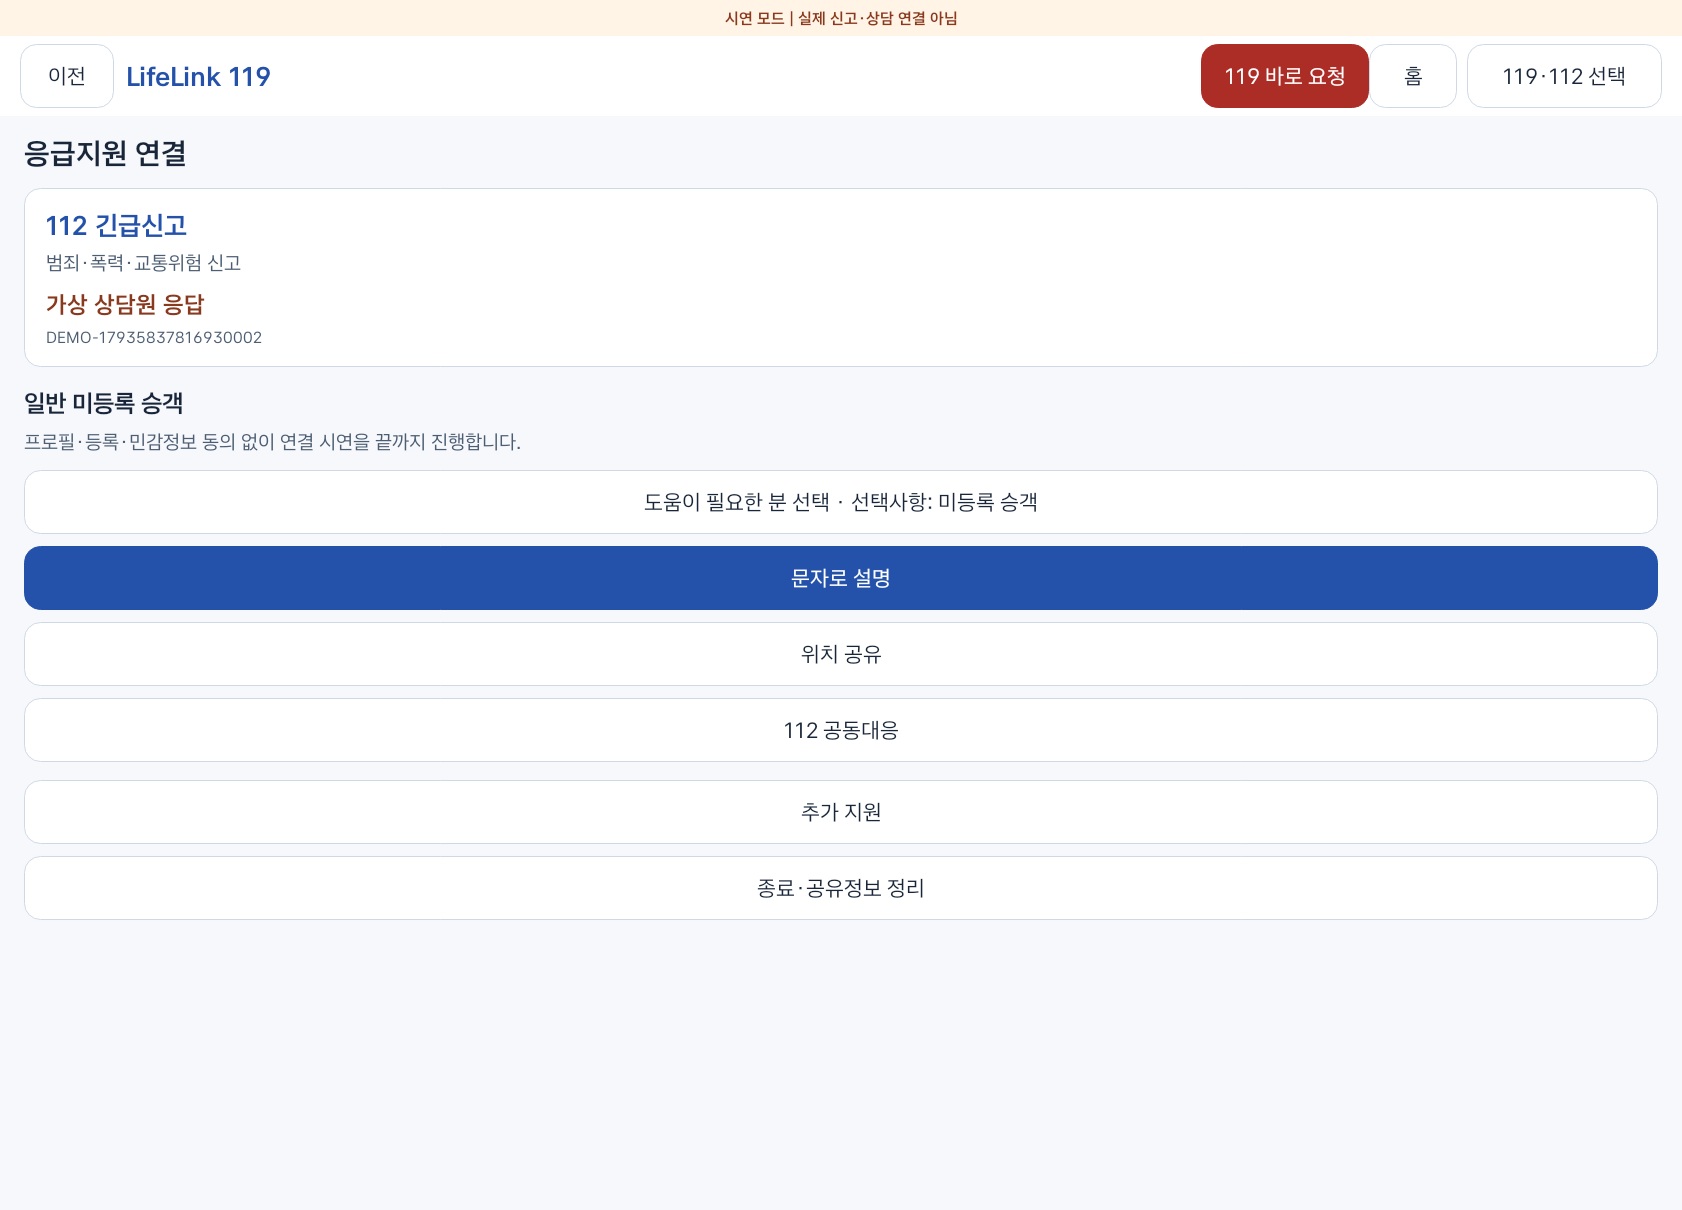 시연 모드 | 실제 신고·상담 연결 아님
이전
LifeLink 119
119 바로 요청
홈
119·112 선택
응급지원 연결
112 긴급신고
범죄·폭력·교통위험 신고
가상 상담원 응답
DEMO-17935837816930002
일반 미등록 승객
프로필·등록·민감정보 동의 없이 연결 시연을 끝까지 진행합니다.
도움이 필요한 분 선택 · 선택사항: 미등록 승객
문자로 설명
위치 공유
112 공동대응
추가 지원
종료·공유정보 정리